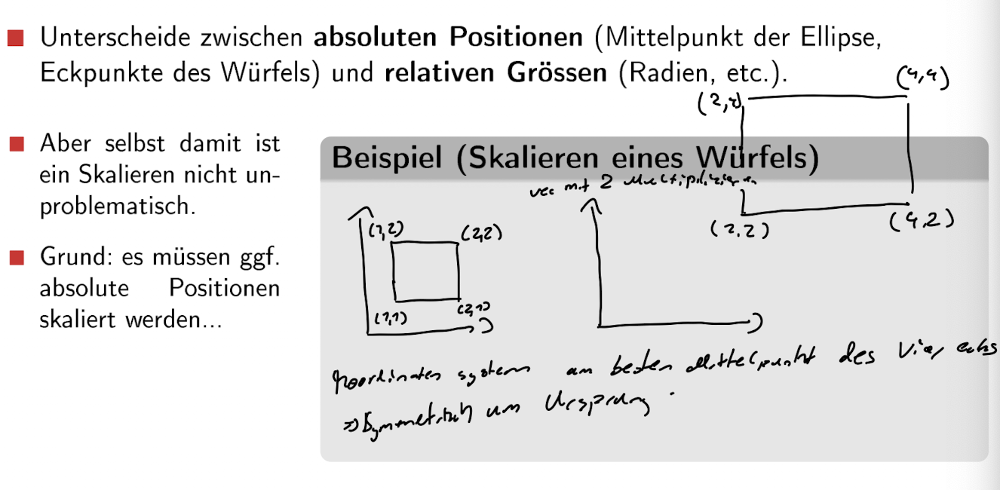 Unterscheide zwischen absoluten Positionen (Mittelpunkt der Ellipse,
Eckpunkte des Würfels) und relativen Grössen (Radien, etc.).
Aber selbst damit ist
ein Skalieren nicht un-
problematisch.
Grund: es müssen ggf.
absolute Positionen
skaliert werden...
(4,4)
(2,4)
Beispiel (Skalieren eines Würfels)
vec mit 2 Multiplizieren
(2,2)
(4,2)
(1,2)
(2,2)
(1,1)
(2,1)
Koordinaten system am besten Mittelpunkt des Vierecks
=> Symmetrisch um Ursprung.